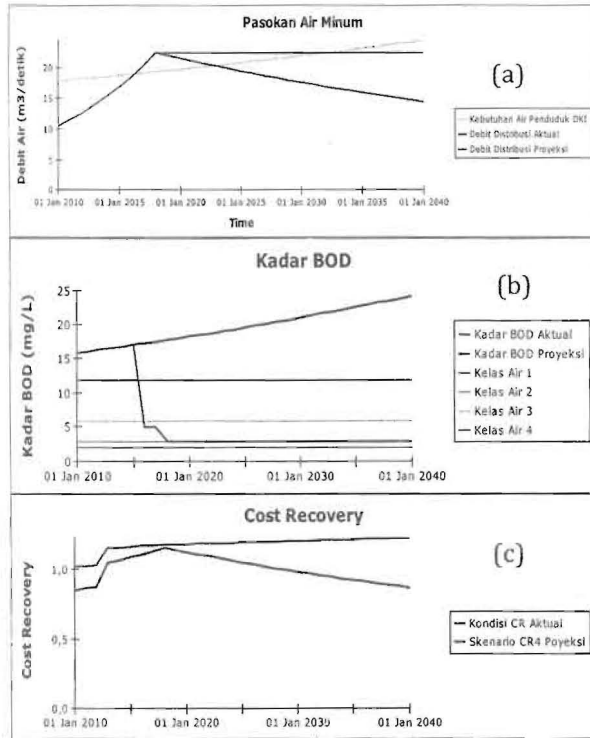 Pasokan Air Minum
Debit Air (m3/detik)
20
15
10
5
0
01 Jan 2010
01 Jan 2015
01 Jan 2020
01 Jan 2025
01 Jan 2030
01 Jan 2035
01 Jan 2040
Time
(a)
Kebutuhan Air Penduduk DKI
Debit Distribusi Aktual
Debit Distribusi Proyeksi
Kadar BOD
Kadar BOD (mg/L)
25
20
15
10
5
0
01 Jan 2010
01 Jan 2020
01 Jan 2030
01 Jan 2040
(b)
Kadar BOD Aktual
Kadar BOD Proyeksi
Kelas Air 1
Kelas Air 2
Kelas Air 3
Kelas Air 4
Cost Recovery
Cost Recovery
1,0
0,5
0,0
01 Jan 2010
01 Jan 2020
01 Jan 2030
01 Jan 2040
(c)
Kondisi CR Aktual
Skenario CR4 Poyeksi